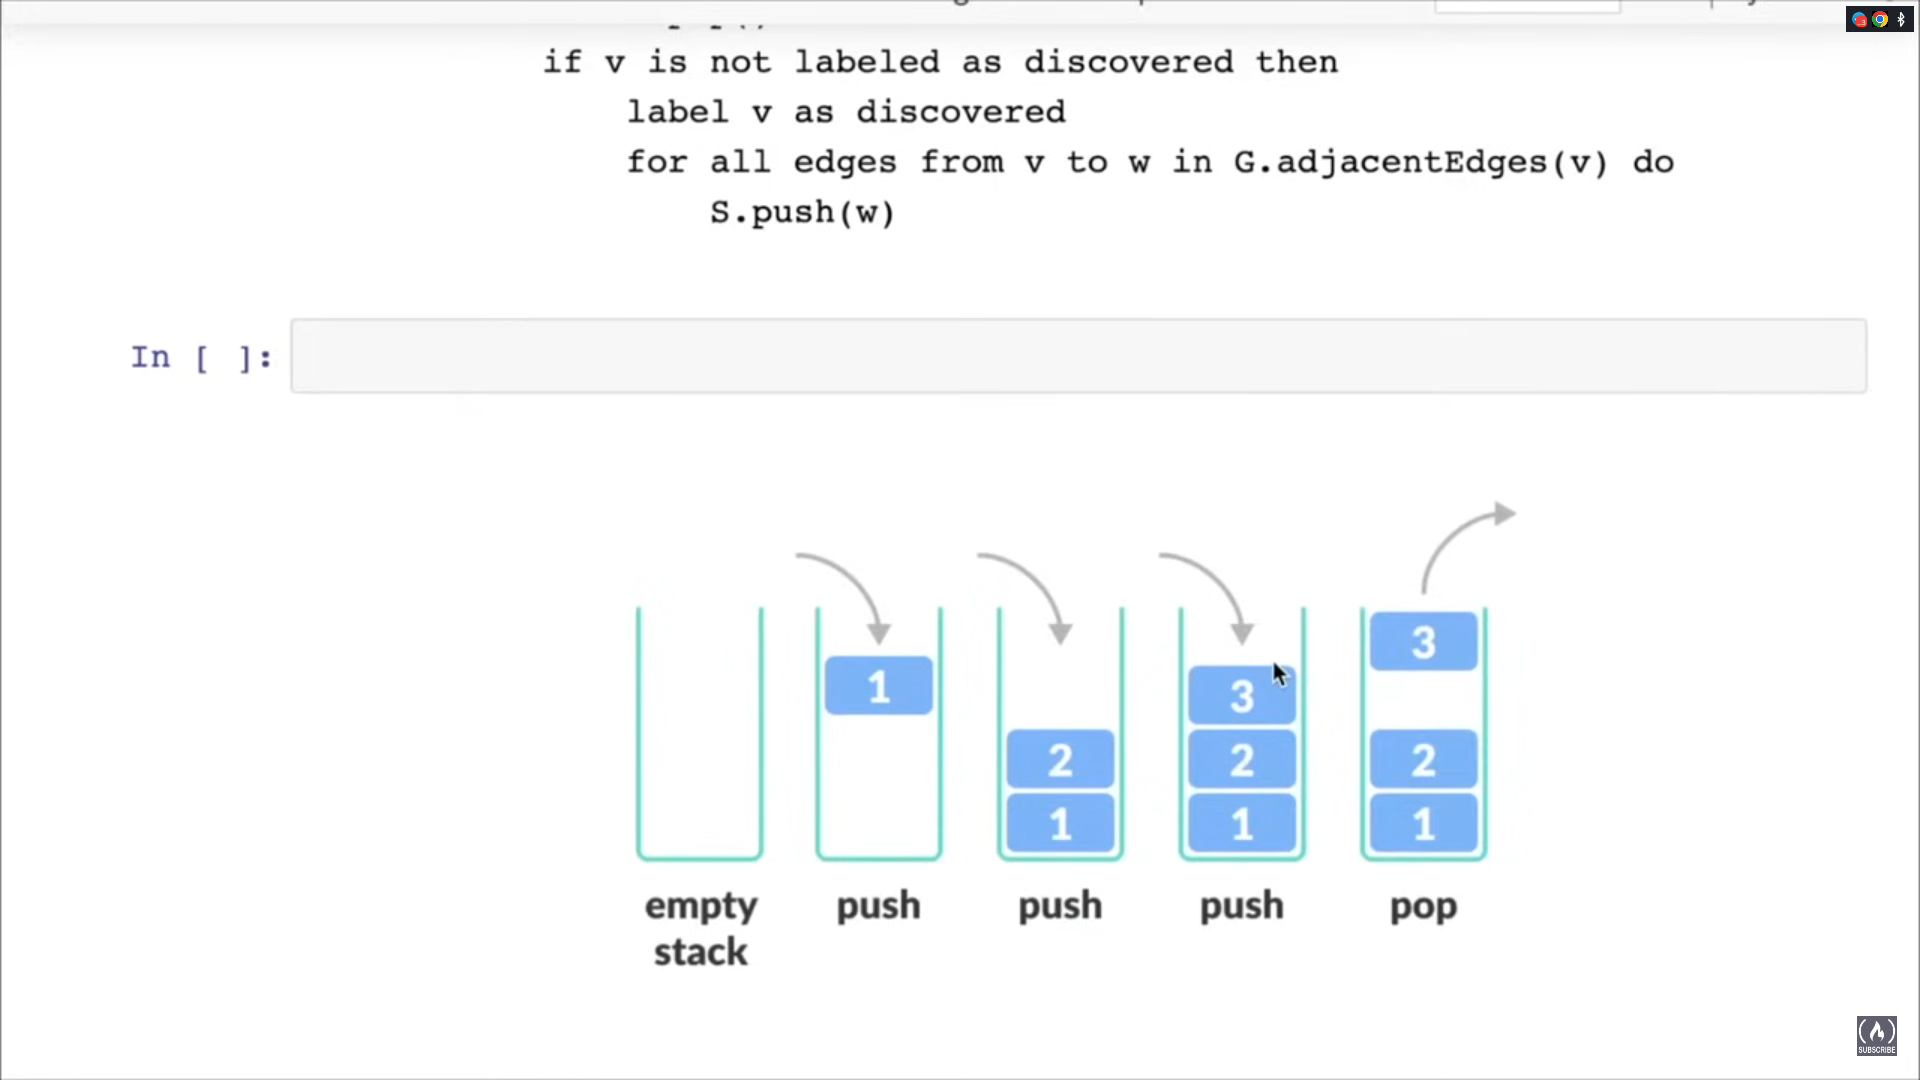 if v is not labeled as discovered then
label v as discovered
for all edges from v to w in G.adjacentEdges(v) do
S.push(w)
In [ ]:
1
2
1
3
2
1
3
2
1
empty stack
push
push
push
pop
SUBSCRIBE